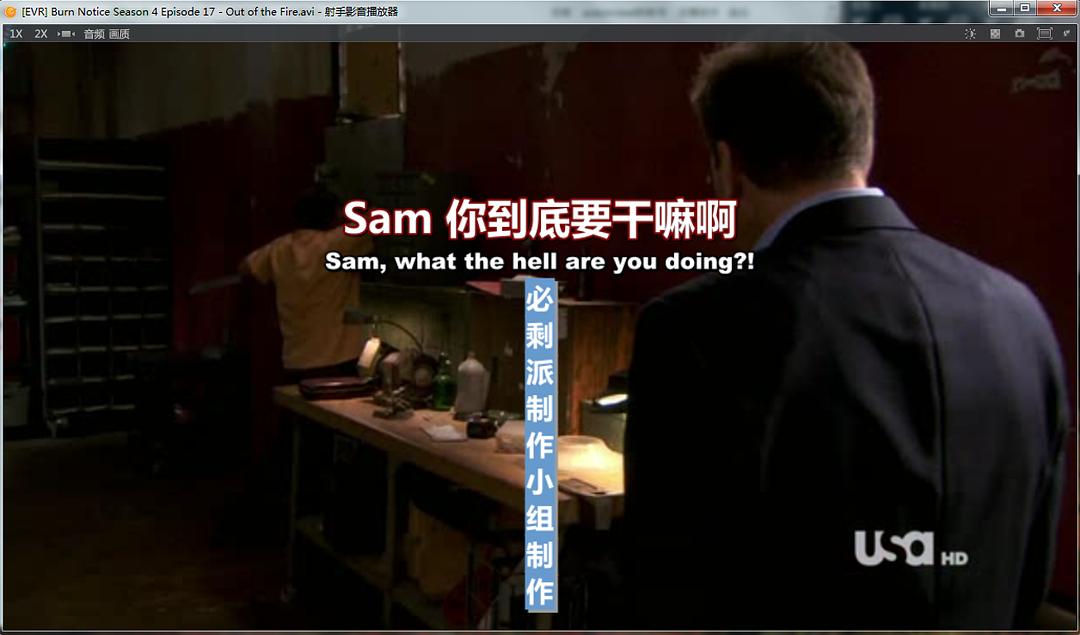 [EVR] Burn Notice Season 4 Episode 17 - Out of the Fire.avi - 射手影音播放器
1X 2X 音频 画质
Sam 你到底要干嘛啊
Sam, what the hell are you doing?!
必剩派制作小组制作
usa HD